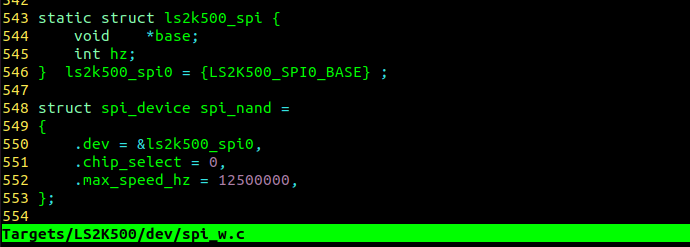 542
543 static struct ls2k500_spi {
544     void    *base;
545     int hz;
546 }  ls2k500_spi0 = {LS2K500_SPI0_BASE} ;
547
548 struct spi_device spi_nand =
549 {
550     .dev = &ls2k500_spi0,
551     .chip_select = 0,
552     .max_speed_hz = 12500000,
553 };
554
Targets/LS2K500/dev/spi_w.c